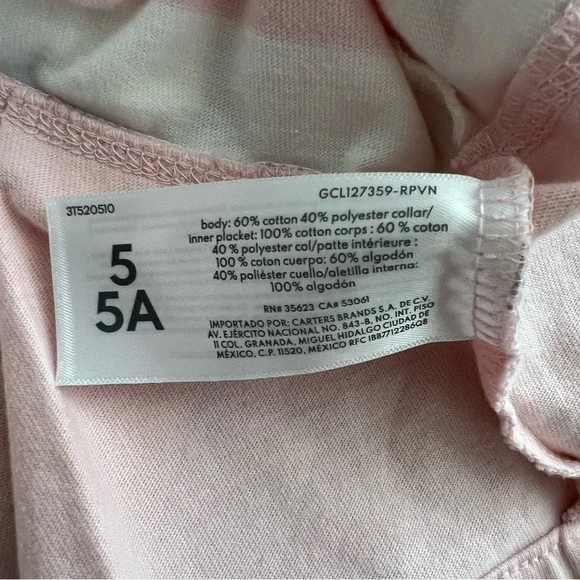 3T520510
GCL127359-RPVN
5
5A
body: 60% cotton 40% polyester collar/
inner placket: 100% cotton corps : 60 % coton
40 % polyester col/patte intérieure :
100 % coton cuerpo: 60% algodón
40% poliéster cuello/aletilla interna:
100% algodón
RN# 35623 CA# 53061
IMPORTADO POR: CARTERS BRANDS S.A. DE C.V.
AV. EJÉRCITO NACIONAL NO. 843-B, NO. INT. PISO
11 COL. GRANADA, MIGUEL HIDALGO CIUDAD DE
MÉXICO, C.P. 11520, MÉXICO RFC IBB7712286Q8